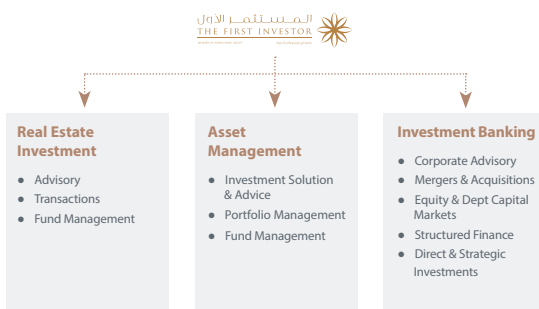 المستثمر الأول
THE FIRST INVESTOR
Real Estate
Investment
● Advisory
● Transactions
● Fund Management
Asset
Management
● Investment Solution
& Advice
● Portfolio Management
● Fund Management
Investment Banking
● Corporate Advisory
● Mergers & Acquisitions
● Equity & Dept Capital
Markets
● Structured Finance
● Direct & Strategic
Investments